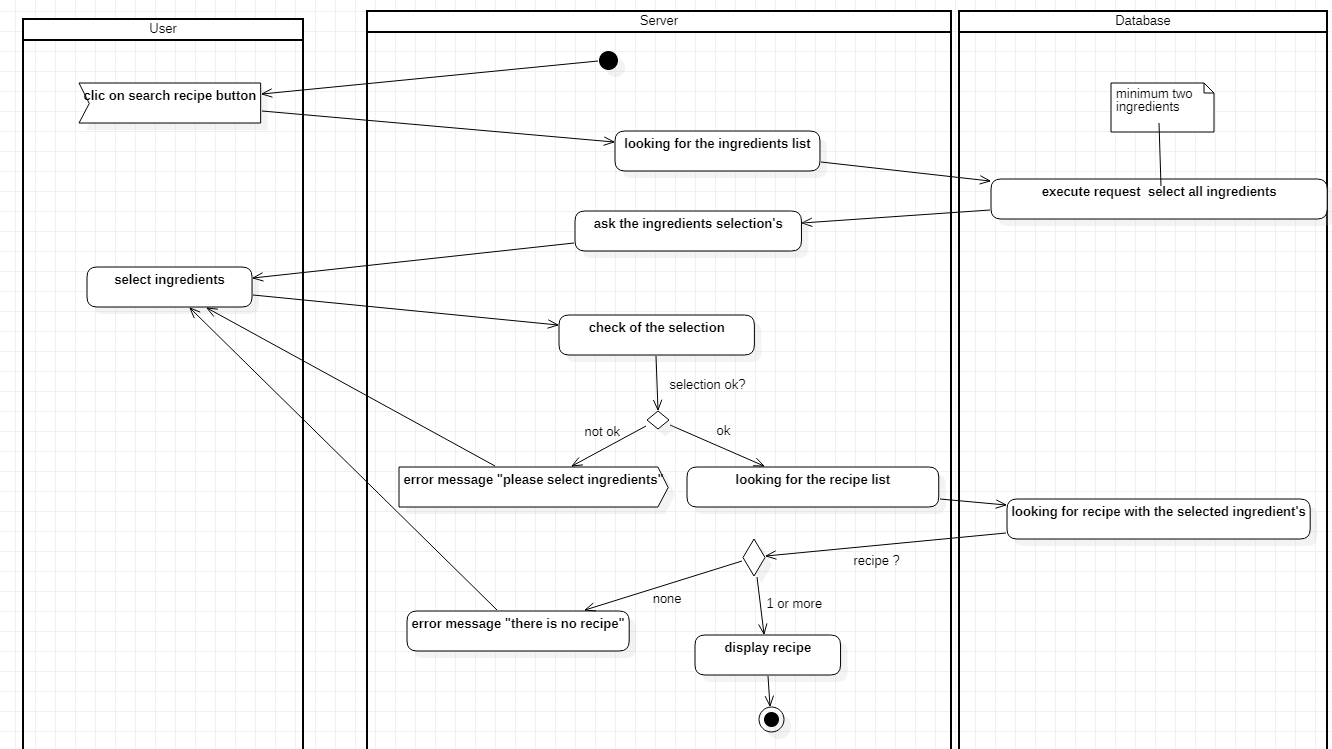 User
Server
Database
clic on search recipe button
minimum two
ingredients
looking for the ingredients list
execute request  select all ingredients
ask the ingredients selection's
select ingredients
check of the selection
selection ok?
not ok
ok
error message "please select ingredients"
looking for the recipe list
looking for recipe with the selected ingredient's
recipe ?
none
1 or more
error message "there is no recipe"
display recipe